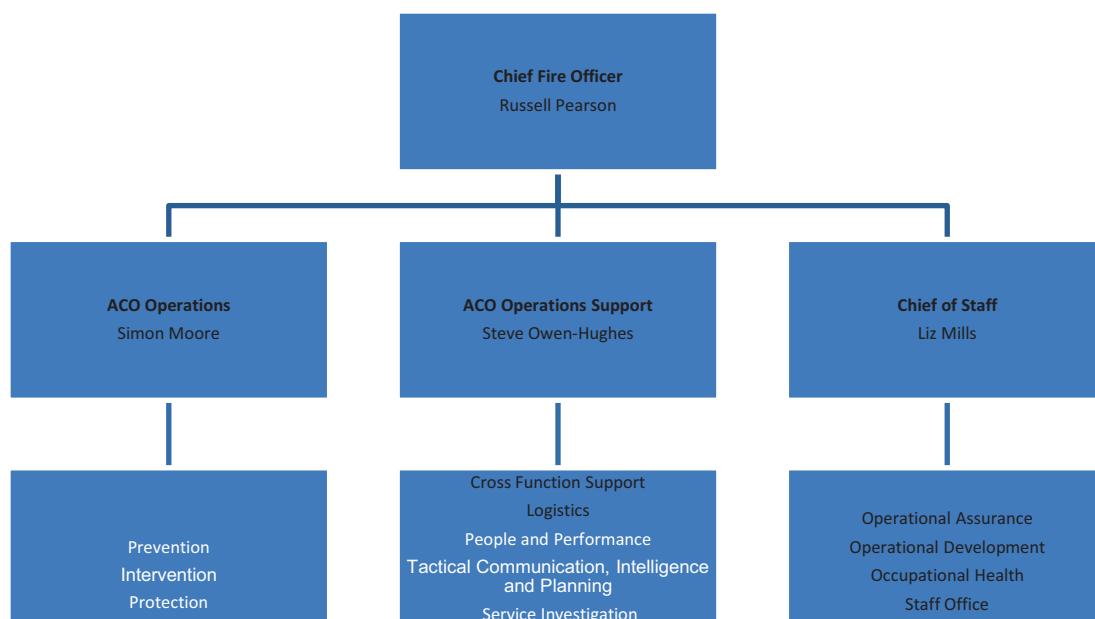 Chief Fire Officer
Russell Pearson
ACO Operations
Simon Moore
ACO Operations Support
Steve Owen-Hughes
Chief of Staff
Liz Mills
Prevention
Intervention
Protection
Cross Function Support
Logistics
People and Performance
Tactical Communication, Intelligence
and Planning
Service Investigation
Operational Assurance
Operational Development
Occupational Health
Staff Office